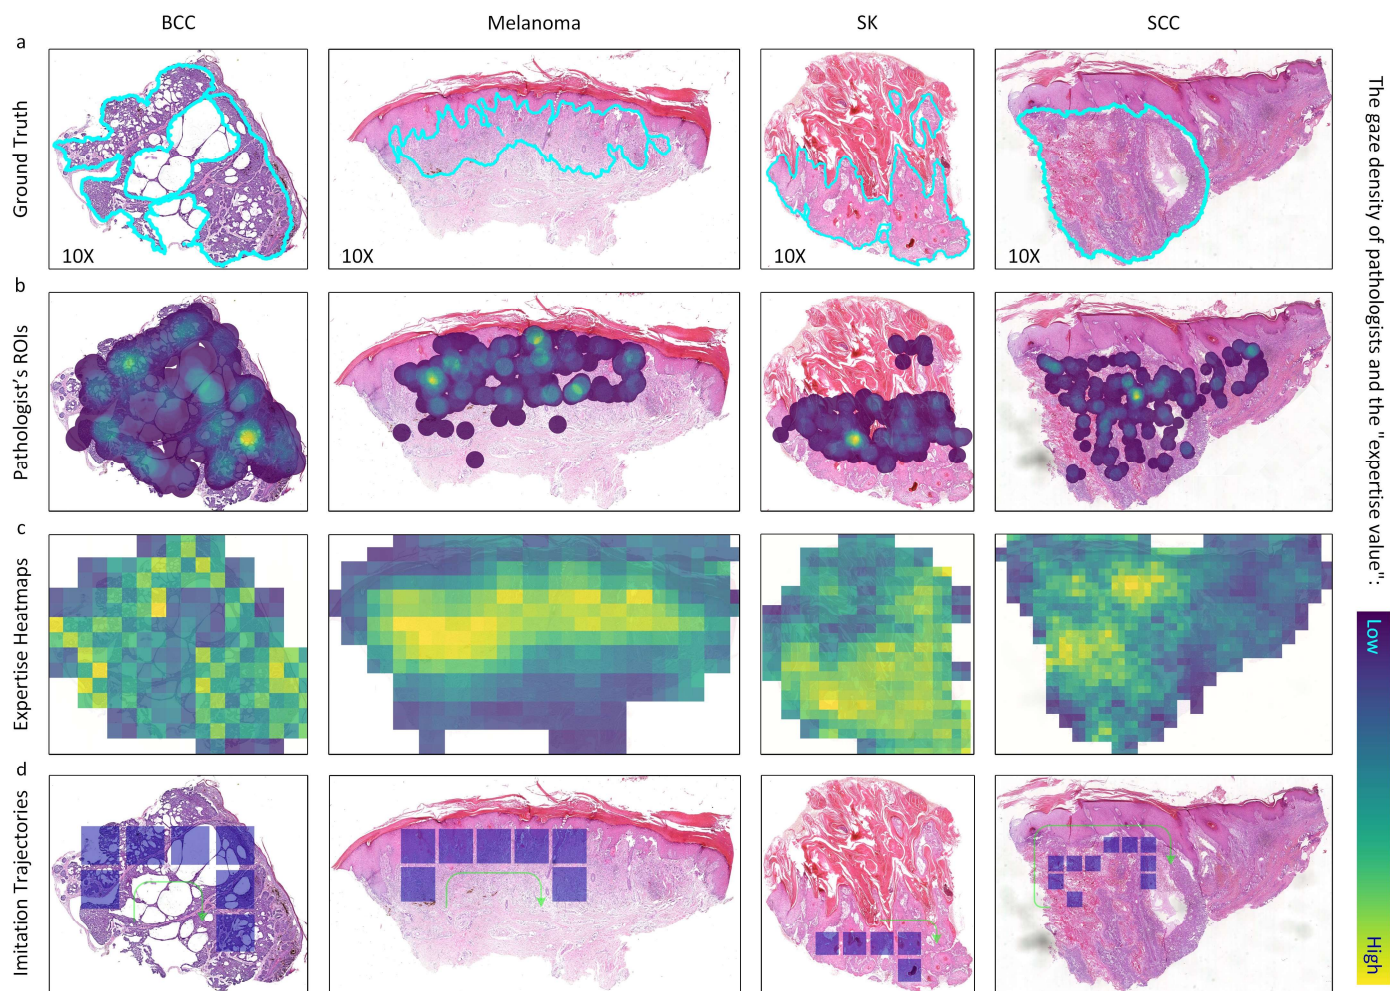 BCC
Melanoma
SK
SCC
a
Ground Truth
10X
10X
10X
10X
b
Pathologist's ROIs
c
Expertise Heatmaps
d
Imitation Trajectories
The gaze density of pathologists and the "expertise value":
Low
High